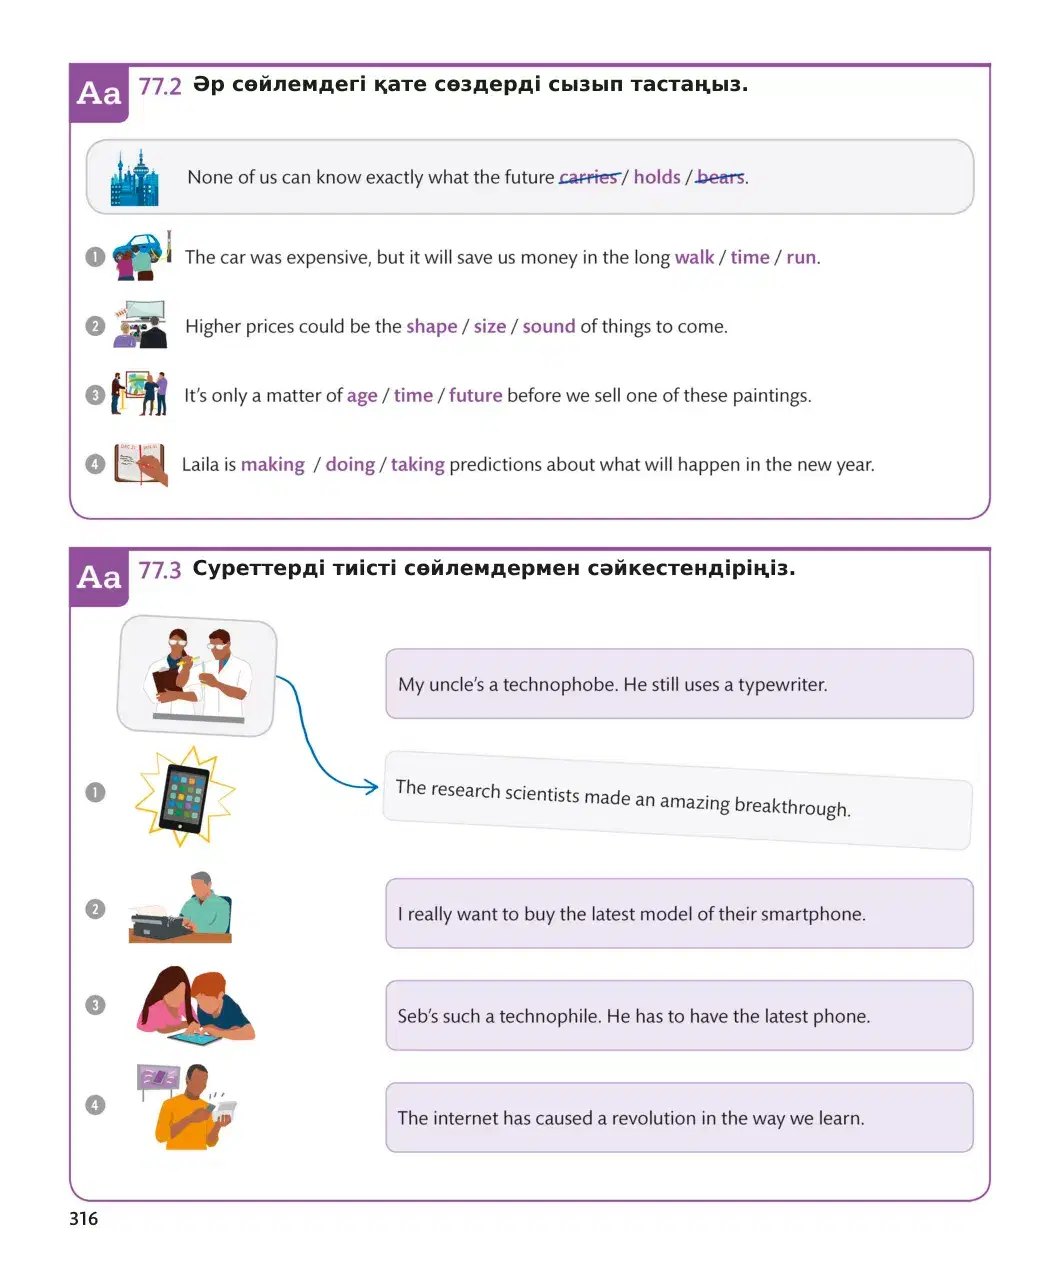 Aa 77.2 Әр сөйлемдегі қате сөздерді сызып тастаңыз.
None of us can know exactly what the future carries / holds / bears.
1 The car was expensive, but it will save us money in the long walk / time / run.
2 Higher prices could be the shape / size / sound of things to come.
3 It's only a matter of age / time / future before we sell one of these paintings.
4 Laila is making / doing / taking predictions about what will happen in the new year.
Aa 77.3 Суреттерді тиісті сөйлемдермен сәйкестендіріңіз.
My uncle's a technophobe. He still uses a typewriter.
1
The research scientists made an amazing breakthrough.
2
I really want to buy the latest model of their smartphone.
3
Seb's such a technophile. He has to have the latest phone.
4
The internet has caused a revolution in the way we learn.
316